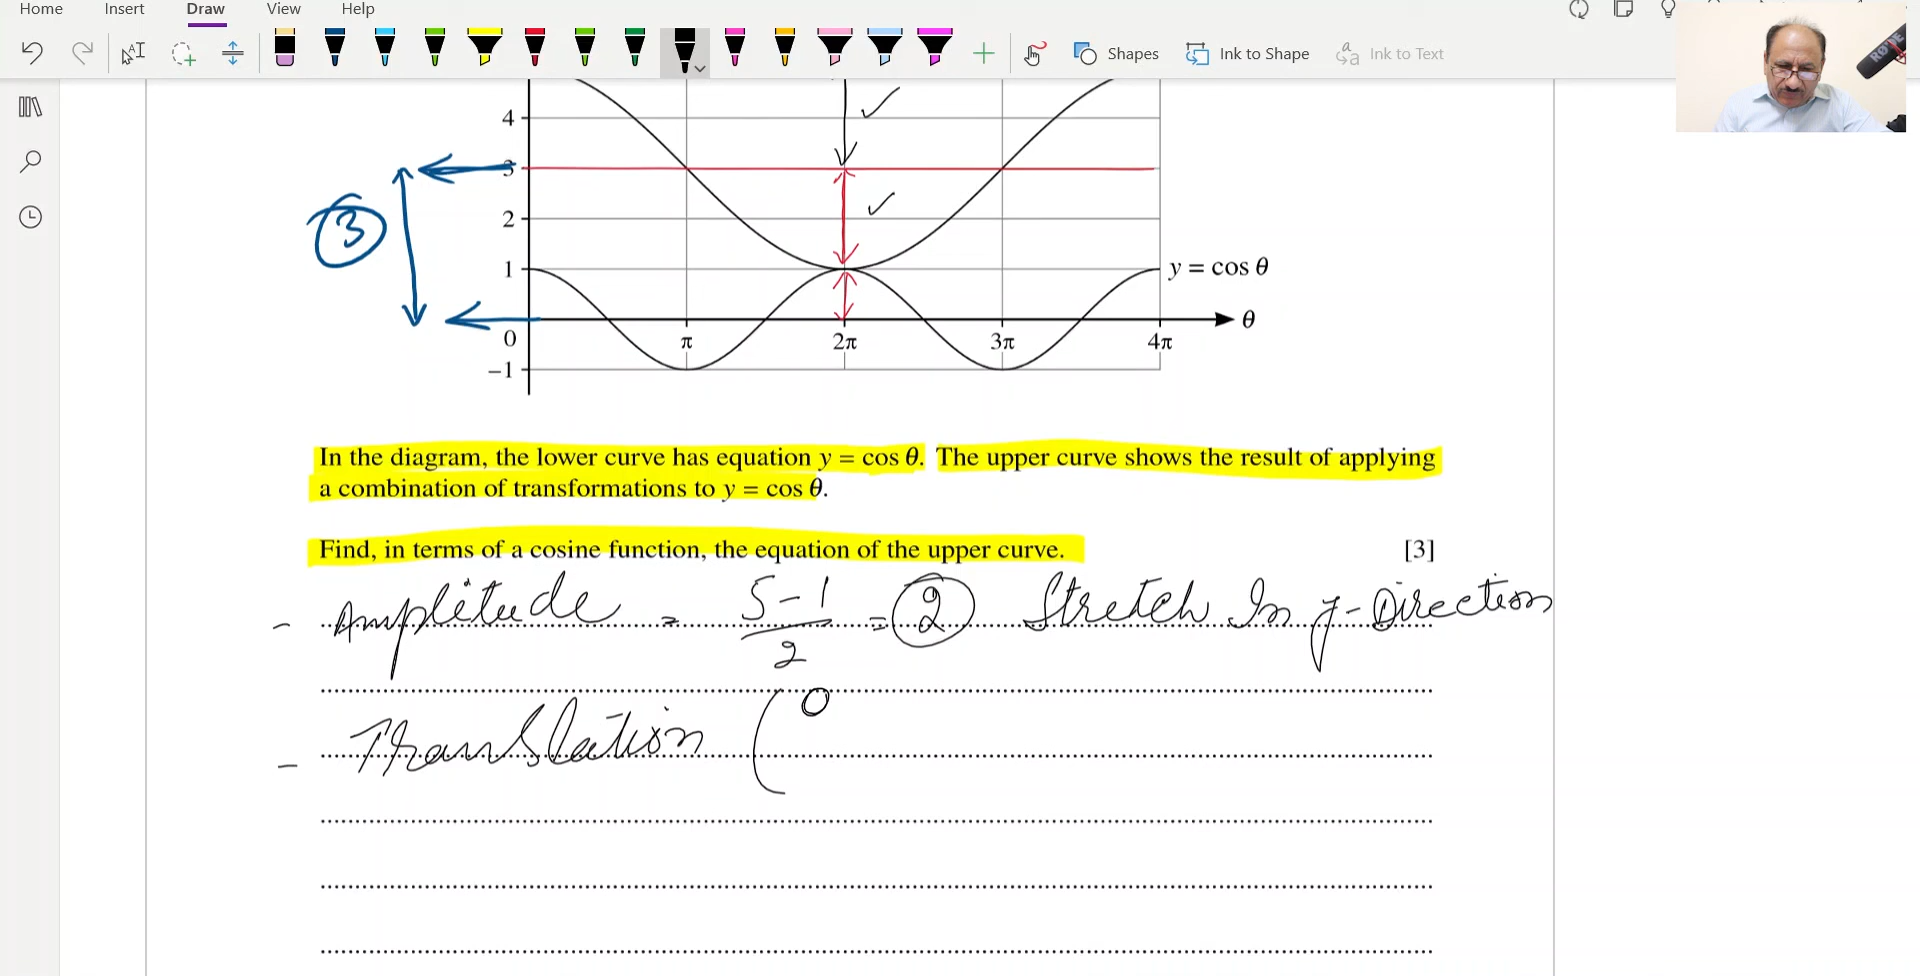 Home Insert Draw View Help
Shapes Ink to Shape Ink to Text
RØDE
4
3
③
2
1
y = cos θ
θ
0 π 2π 3π 4π
−1
In the diagram, the lower curve has equation y = cos θ. The upper curve shows the result of applying
a combination of transformations to y = cos θ.
Find, in terms of a cosine function, the equation of the upper curve. [3]
- Amplitude = 5-1/2 = ② Stretch In y-Direction
- Translation (0